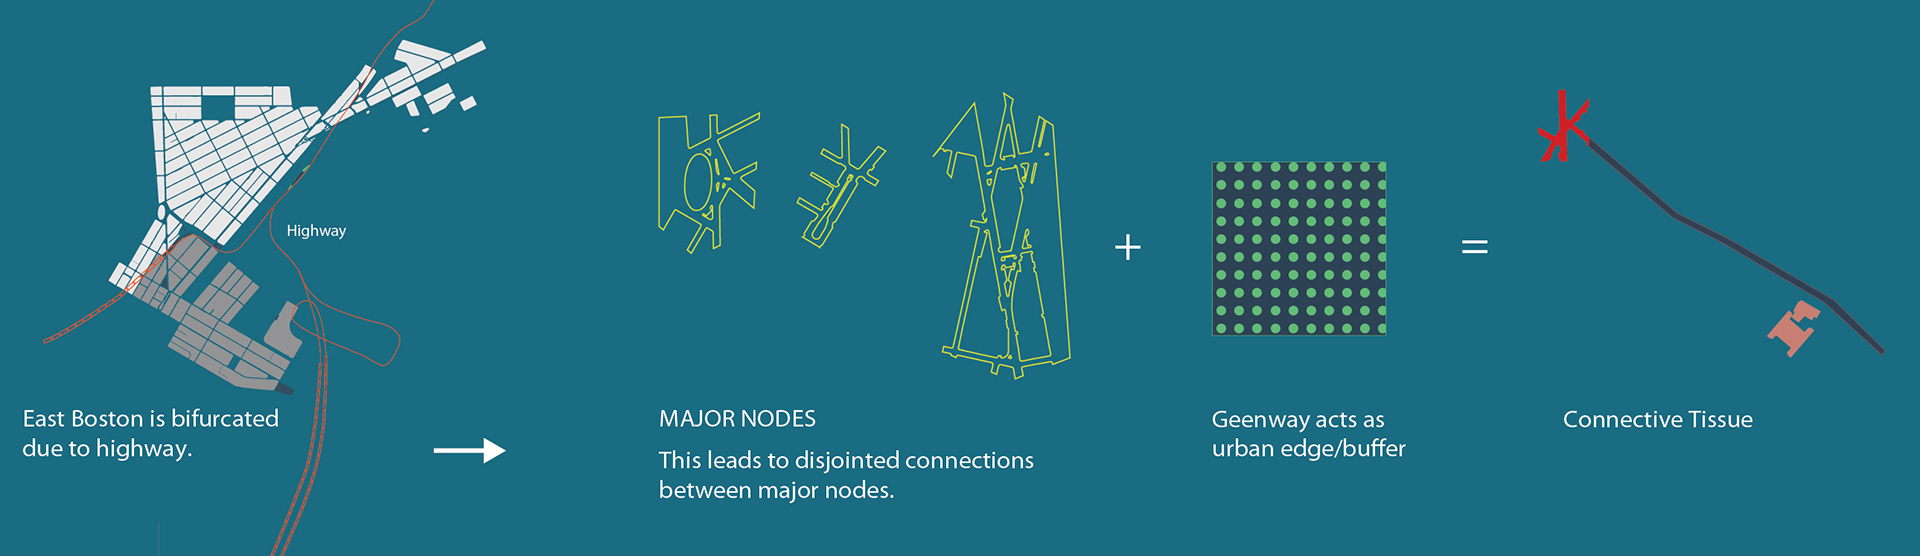 Highway
East Boston is bifurcated
due to highway.
MAJOR NODES
This leads to disjointed connections
between major nodes.
+
Geenway acts as
urban edge/buffer
=
Connective Tissue